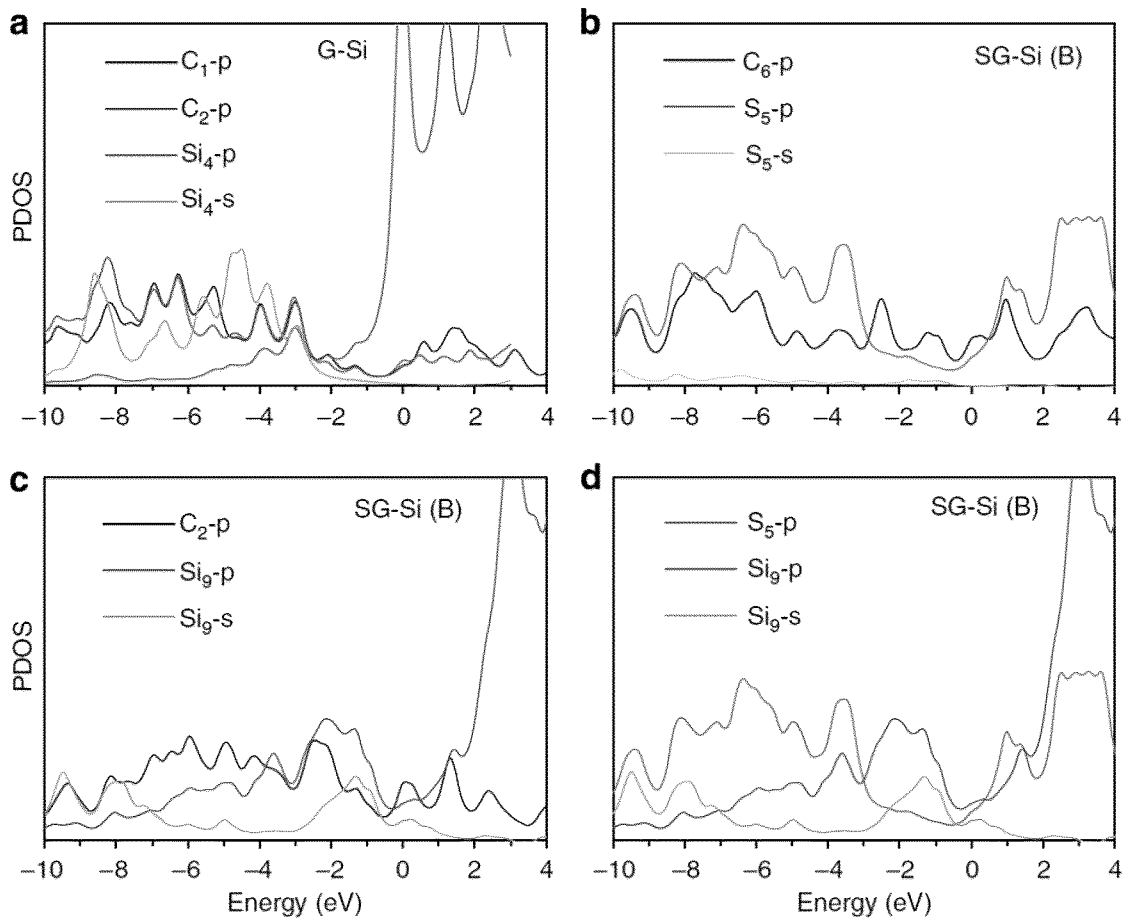 a
G-Si
C₁-p
C₂-p
Si₄-p
Si₄-s
PDOS
−10 −8 −6 −4 −2 0 2 4
b
SG-Si (B)
C₆-p
S₅-p
S₅-s
−10 −8 −6 −4 −2 0 2 4
c
SG-Si (B)
C₂-p
Si₉-p
Si₉-s
PDOS
−10 −8 −6 −4 −2 0 2 4
Energy (eV)
d
SG-Si (B)
S₅-p
Si₉-p
Si₉-s
−10 −8 −6 −4 −2 0 2 4
Energy (eV)